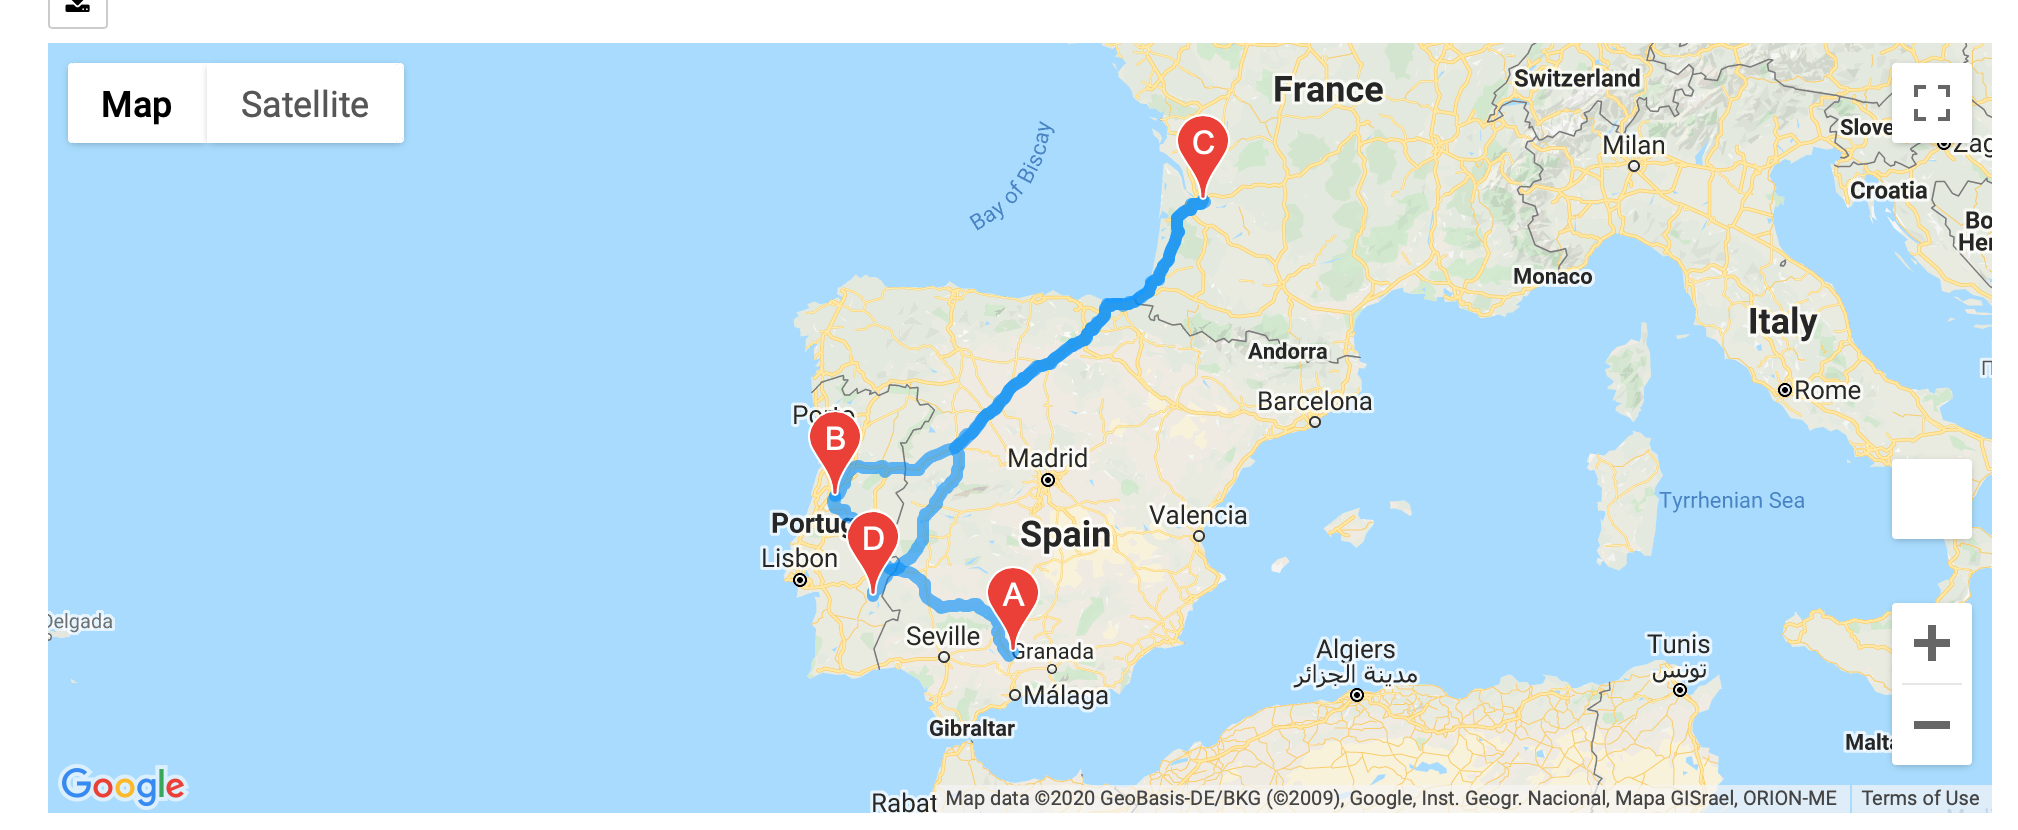 Map
Satellite
France
Switzerland
Milan
Slove
Zag
Croatia
Bo
Her
C
Bay of Biscay
Monaco
Italy
Andorra
Rome
Barcelona
Porto
B
Madrid
Tyrrhenian Sea
Valencia
Portug
D
Spain
Lisbon
A
Delgada
Seville
Granada
Algiers
مدينة الجزائر
Tunis
تونس
Málaga
Gibraltar
Malta
Google
Rabat
Map data ©2020 GeoBasis-DE/BKG (©2009), Google, Inst. Geogr. Nacional, Mapa GISrael, ORION-ME
Terms of Use